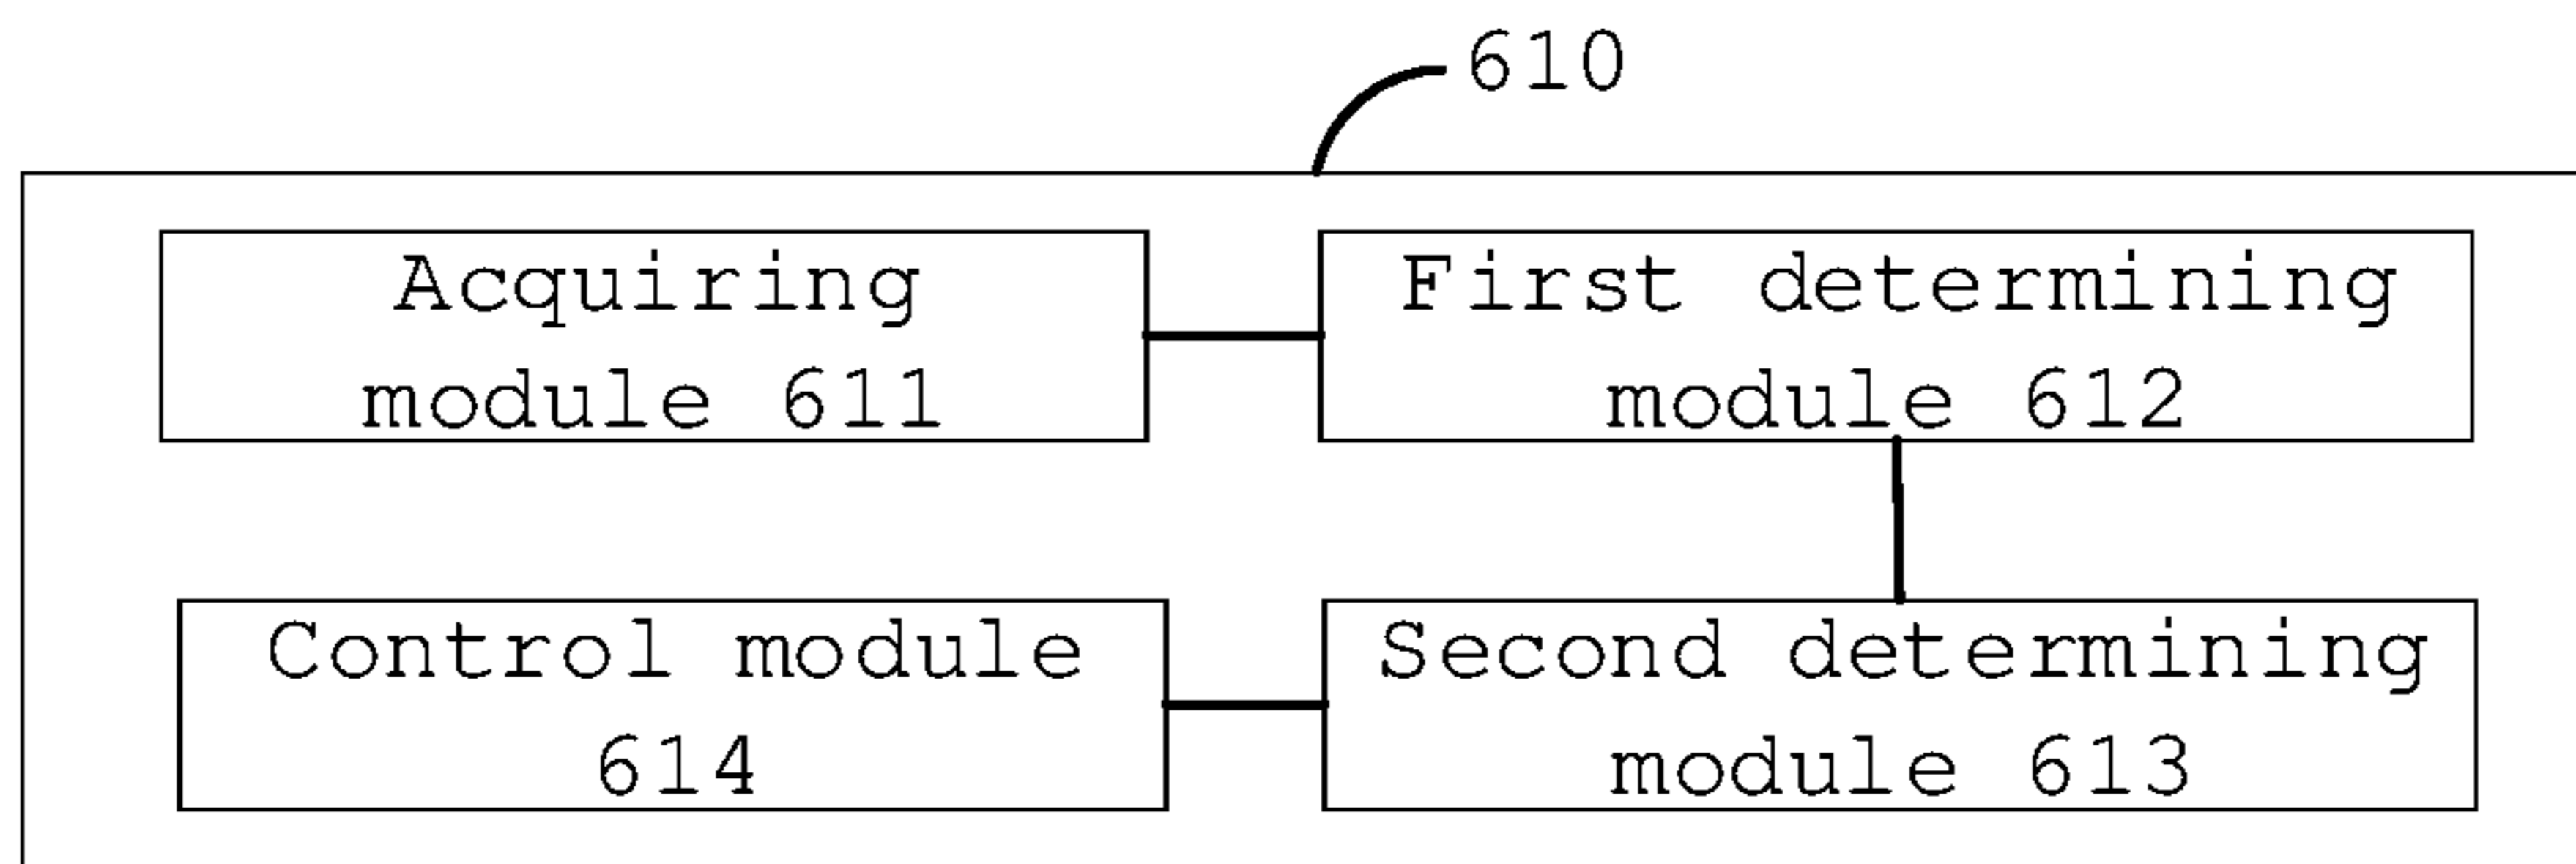 610
Acquiring
module 611
First determining
module 612
Control module
614
Second determining
module 613